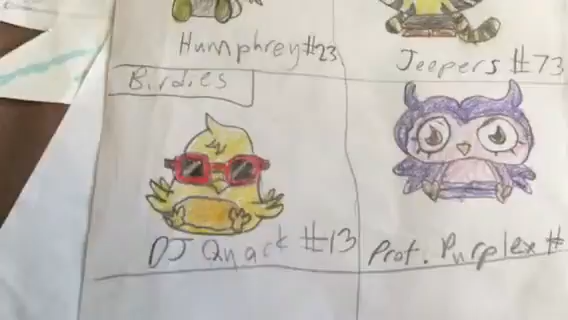 Humphrey #23
Jeepers #73
Birdies
DJ Quack #13
Prof. Purplex #